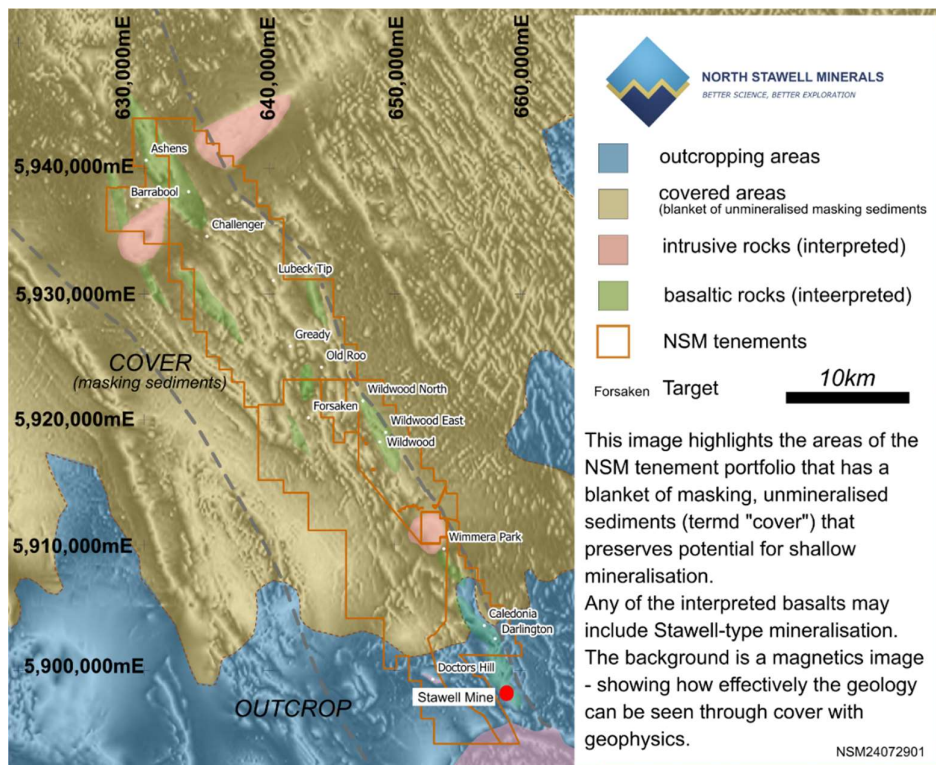 630,000mE
640,000mE
650,000mE
660,000mE
5,940,000mE
5,930,000mE
5,920,000mE
5,910,000mE
5,900,000mE
Ashens
Barrabool
Challenger
Lubeck Tip
Gready
Old Roo
Wildwood North
Forsaken
Wildwood East
Wildwood
Wimmera Park
Caledonia
Darlington
Doctors Hill
Stawell Mine
COVER
(masking sediments)
OUTCROP
NORTH STAWELL MINERALS
BETTER SCIENCE, BETTER EXPLORATION
outcropping areas
covered areas
(blanket of unmineralised masking sediments
intrusive rocks (interpreted)
basaltic rocks (inteerpreted)
NSM tenements
Forsaken Target
10km
This image highlights the areas of the
NSM tenement portfolio that has a
blanket of masking, unmineralised
sediments (termd "cover") that
preserves potential for shallow
mineralisation.
Any of the interpreted basalts may
include Stawell-type mineralisation.
The background is a magnetics image
- showing how effectively the geology
can be seen through cover with
geophysics.
NSM24072901